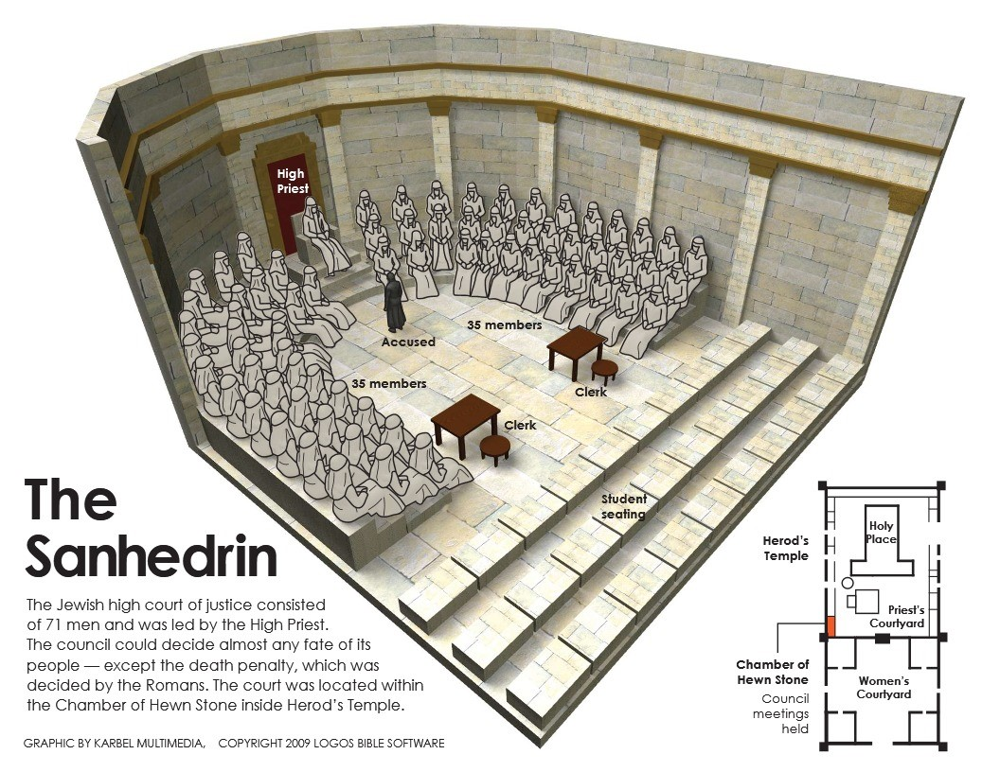 High
Priest
Accused
35 members
35 members
Clerk
Clerk
Student
seating
The
Sanhedrin
The Jewish high court of justice consisted
of 71 men and was led by the High Priest.
The council could decide almost any fate of its
people — except the death penalty, which was
decided by the Romans. The court was located within
the Chamber of Hewn Stone inside Herod's Temple.
GRAPHIC BY KARBEL MULTIMEDIA, COPYRIGHT 2009 LOGOS BIBLE SOFTWARE
Herod's
Temple
Holy
Place
Priest's
Courtyard
Chamber of
Hewn Stone
Council
meetings
held
Women's
Courtyard